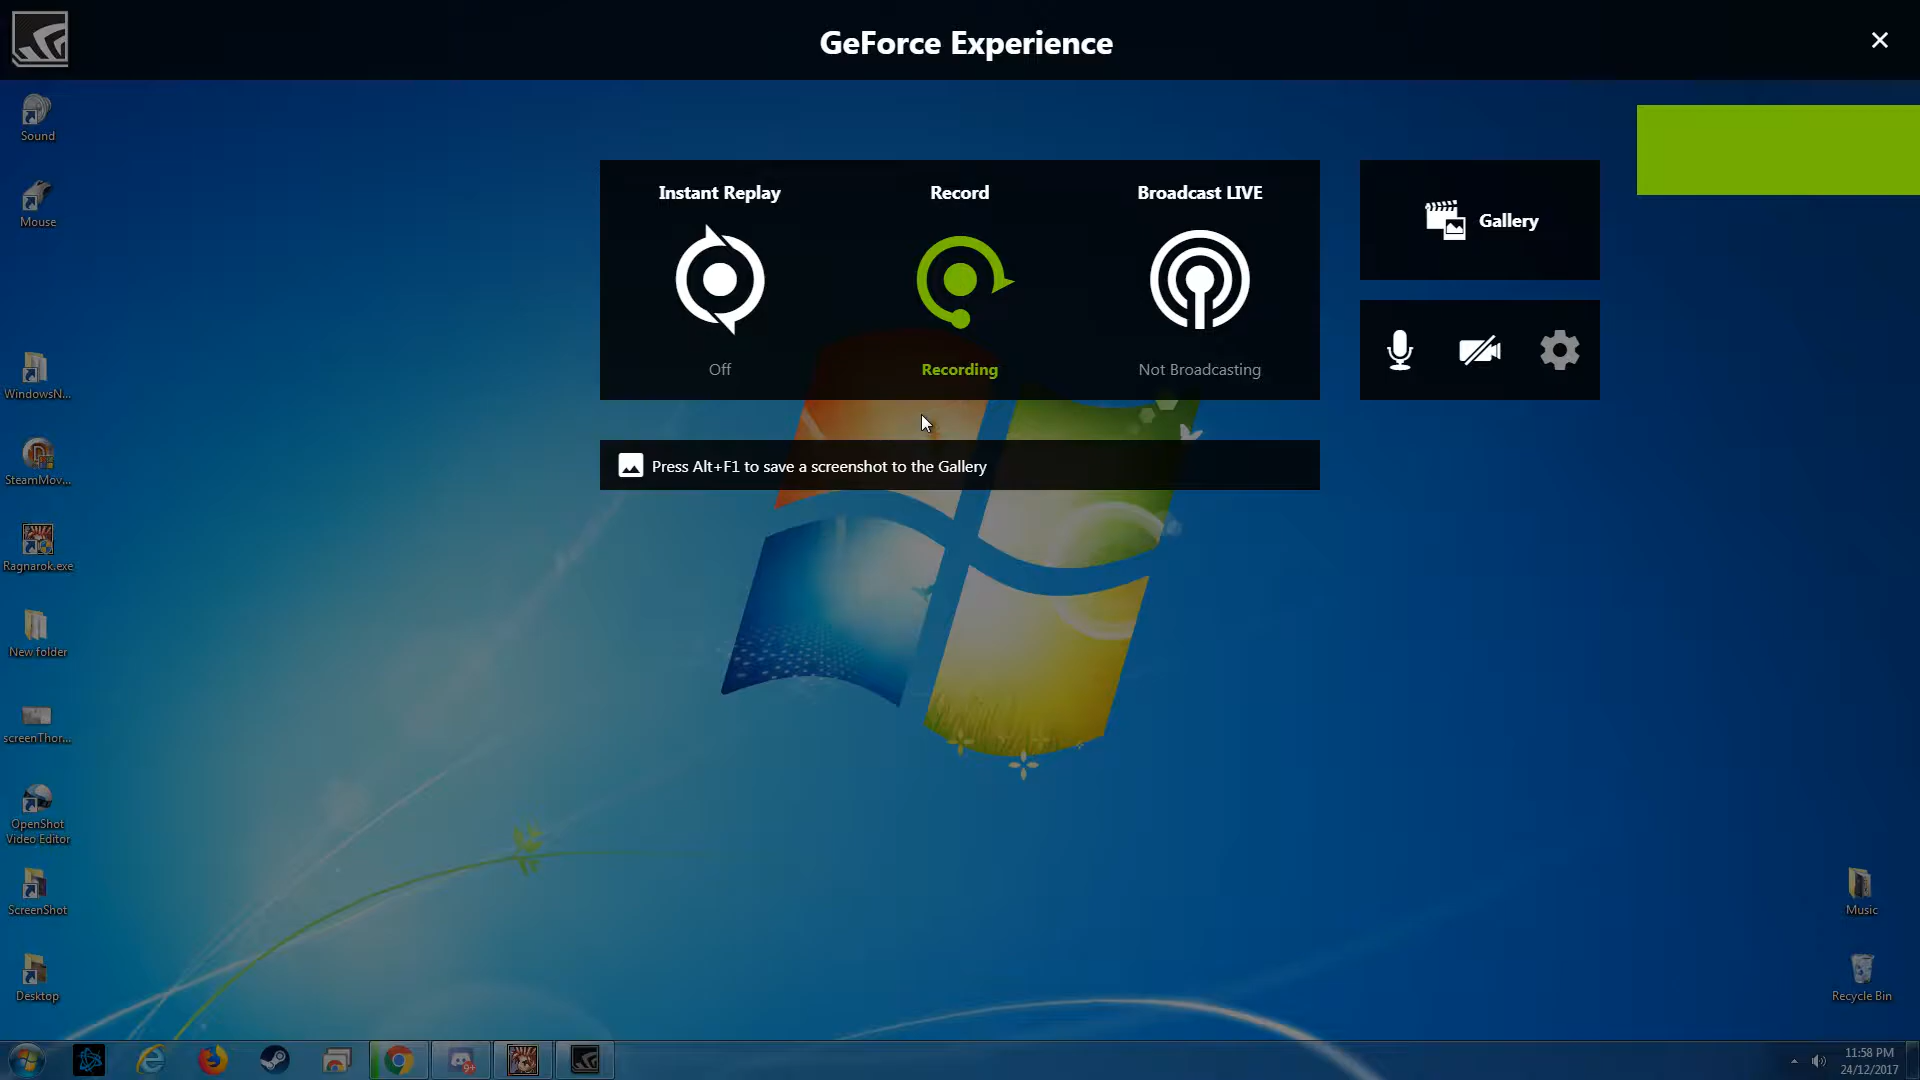 GeForce Experience
Sound
Mouse
WindowsN...
SteamMov...
Ragnarok.exe
New folder
screenThor...
OpenShot
Video Editor
ScreenShot
Desktop
Instant Replay
Off
Record
Recording
Broadcast LIVE
Not Broadcasting
Gallery
Press Alt+F1 to save a screenshot to the Gallery
Music
Recycle Bin
9+
11:58 PM
24/12/2017